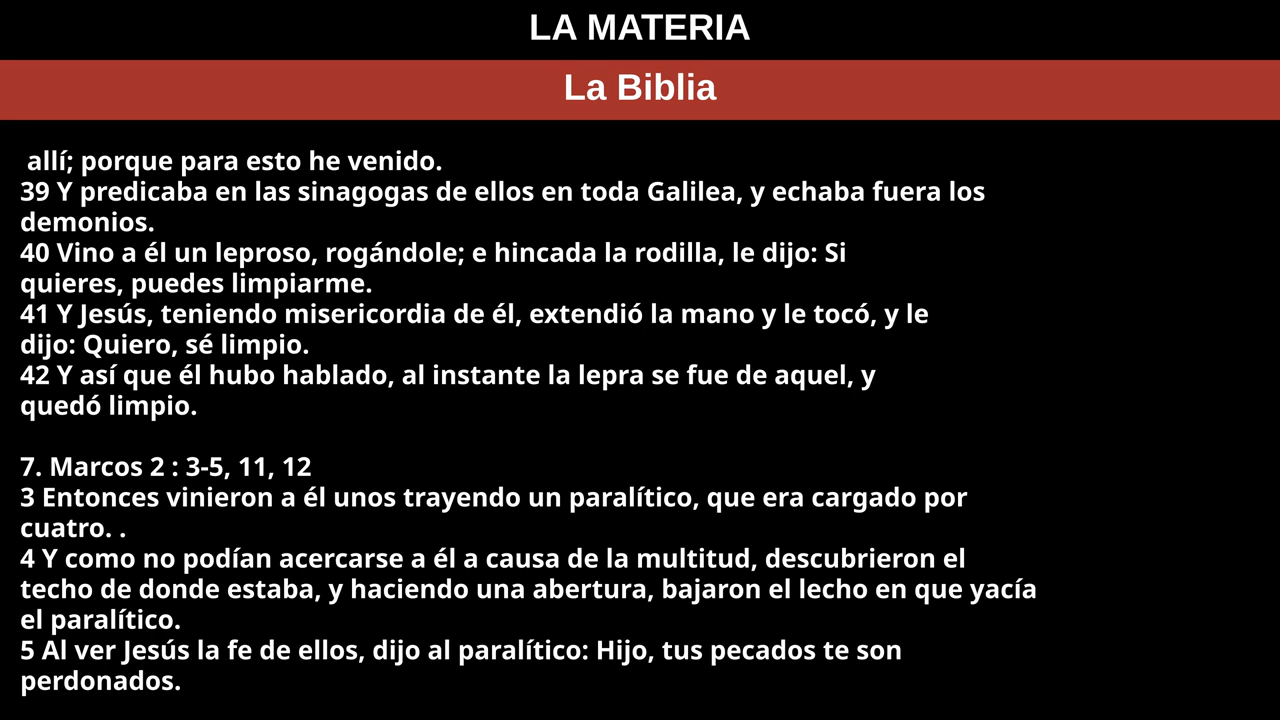 LA MATERIA
La Biblia
allí; porque para esto he venido.
39 Y predicaba en las sinagogas de ellos en toda Galilea, y echaba fuera los
demonios.
40 Vino a él un leproso, rogándole; e hincada la rodilla, le dijo: Si
quieres, puedes limpiarme.
41 Y Jesús, teniendo misericordia de él, extendió la mano y le tocó, y le
dijo: Quiero, sé limpio.
42 Y así que él hubo hablado, al instante la lepra se fue de aquel, y
quedó limpio.
7. Marcos 2 : 3-5, 11, 12
3 Entonces vinieron a él unos trayendo un paralítico, que era cargado por
cuatro. .
4 Y como no podían acercarse a él a causa de la multitud, descubrieron el
techo de donde estaba, y haciendo una abertura, bajaron el lecho en que yacía
el paralítico.
5 Al ver Jesús la fe de ellos, dijo al paralítico: Hijo, tus pecados te son
perdonados.